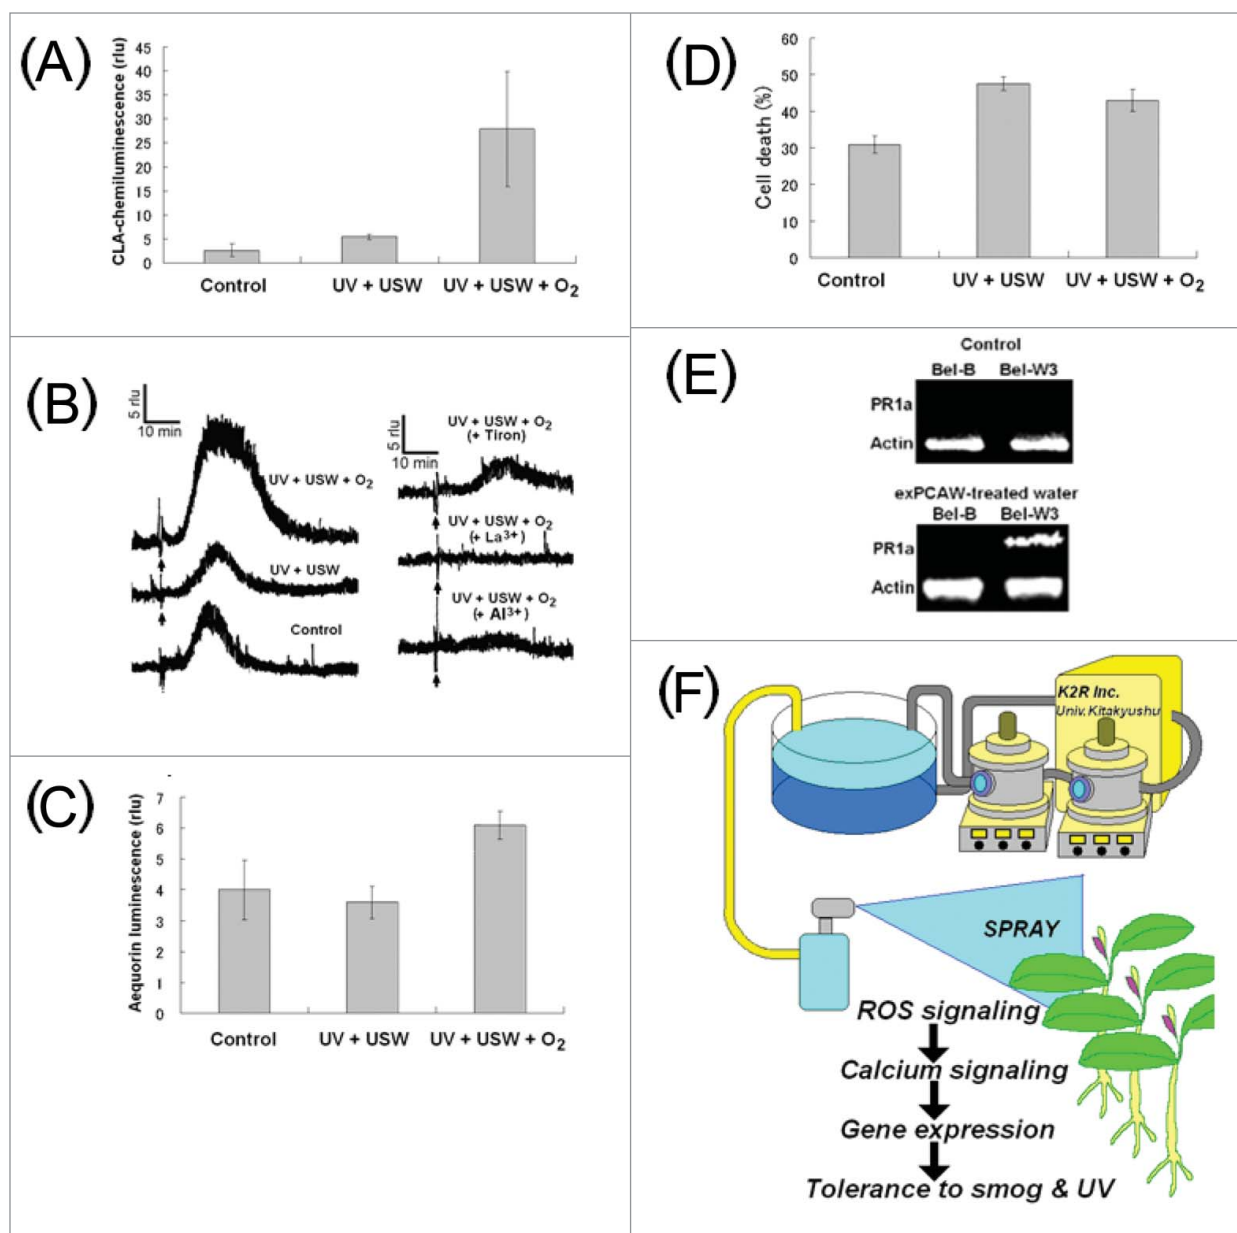 (A)
CLA-chemiluminescence (rlu)
45
40
35
30
25
20
15
10
5
0
Control
UV + USW
UV + USW + O2
(B)
5 rlu
10 min
UV + USW + O2
UV + USW
Control
5 rlu
10 min
UV + USW + O2
(+ Tiron)
UV + USW + O2
(+ La3+)
UV + USW + O2
(+ Al3+)
(C)
Aequorin luminescence (rlu)
7
6
5
4
3
2
1
0
Control
UV + USW
UV + USW + O2
(D)
Cell death (%)
60
50
40
30
20
10
0
Control
UV + USW
UV + USW + O2
(E)
Control
Bel-B
Bel-W3
PR1a
Actin
exPCAW-treated water
Bel-B
Bel-W3
PR1a
Actin
(F)
K2R Inc.
Univ.Kitakyushu
SPRAY
ROS signaling
Calcium signaling
Gene expression
Tolerance to smog & UV